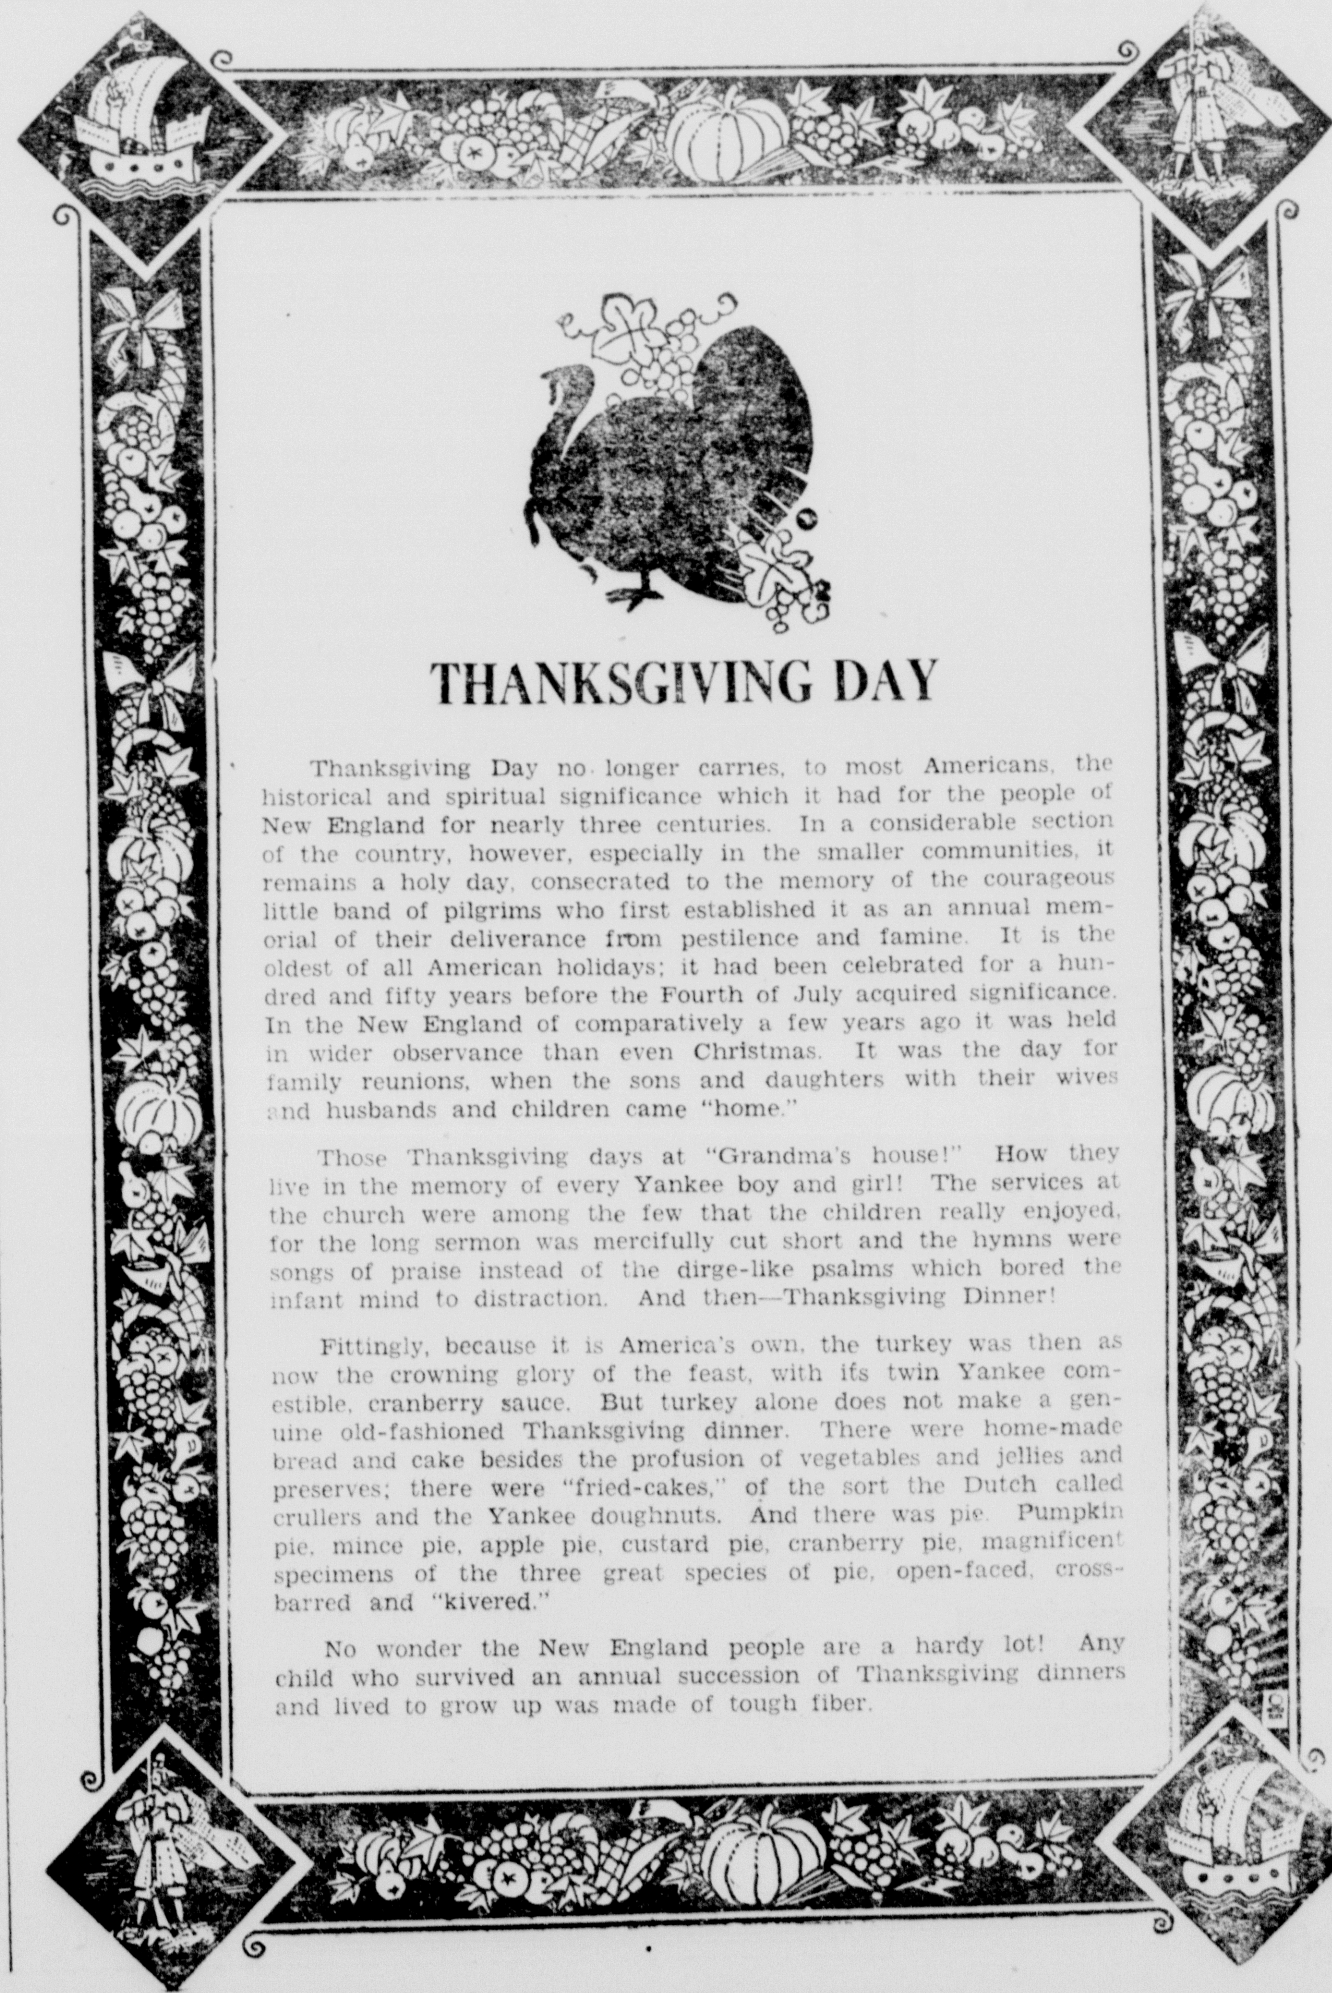 THANKSGIVING DAY
Thanksgiving Day no longer carries, to most Americans, the
historical and spiritual significance which it had for the people of
New England for nearly three centuries. In a considerable section
of the country, however, especially in the smaller communities, it
remains a holy day, consecrated to the memory of the courageous
little band of pilgrims who first established it as an annual mem-
orial of their deliverance from pestilence and famine. It is the
oldest of all American holidays; it had been celebrated for a hun-
dred and fifty years before the Fourth of July acquired significance.
In the New England of comparatively a few years ago it was held
in wider observance than even Christmas. It was the day for
family reunions, when the sons and daughters with their wives
and husbands and children came "home."
Those Thanksgiving days at "Grandma's house!" How they
live in the memory of every Yankee boy and girl! The services at
the church were among the few that the children really enjoyed,
for the long sermon was mercifully cut short and the hymns were
songs of praise instead of the dirge-like psalms which bored the
infant mind to distraction. And then—Thanksgiving Dinner!
Fittingly, because it is America's own, the turkey was then as
now the crowning glory of the feast, with its twin Yankee com-
estible, cranberry sauce. But turkey alone does not make a gen-
uine old-fashioned Thanksgiving dinner. There were home-made
bread and cake besides the profusion of vegetables and jellies and
preserves; there were "fried-cakes," of the sort the Dutch called
crullers and the Yankee doughnuts. And there was pie. Pumpkin
pie, mince pie, apple pie, custard pie, cranberry pie, magnificent
specimens of the three great species of pie, open-faced, cross-
barred and "kivered."
No wonder the New England people are a hardy lot! Any
child who survived an annual succession of Thanksgiving dinners
and lived to grow up was made of tough fiber.